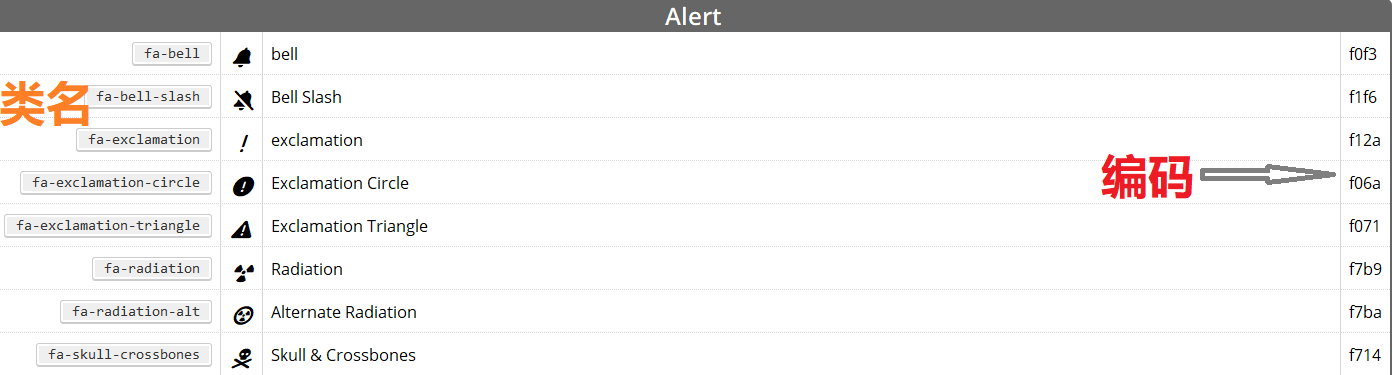 Alert
fa-bell bell f0f3
类名
fa-bell-slash Bell Slash f1f6
fa-exclamation exclamation f12a
编码
fa-exclamation-circle Exclamation Circle f06a
fa-exclamation-triangle Exclamation Triangle f071
fa-radiation Radiation f7b9
fa-radiation-alt Alternate Radiation f7ba
fa-skull-crossbones Skull & Crossbones f714